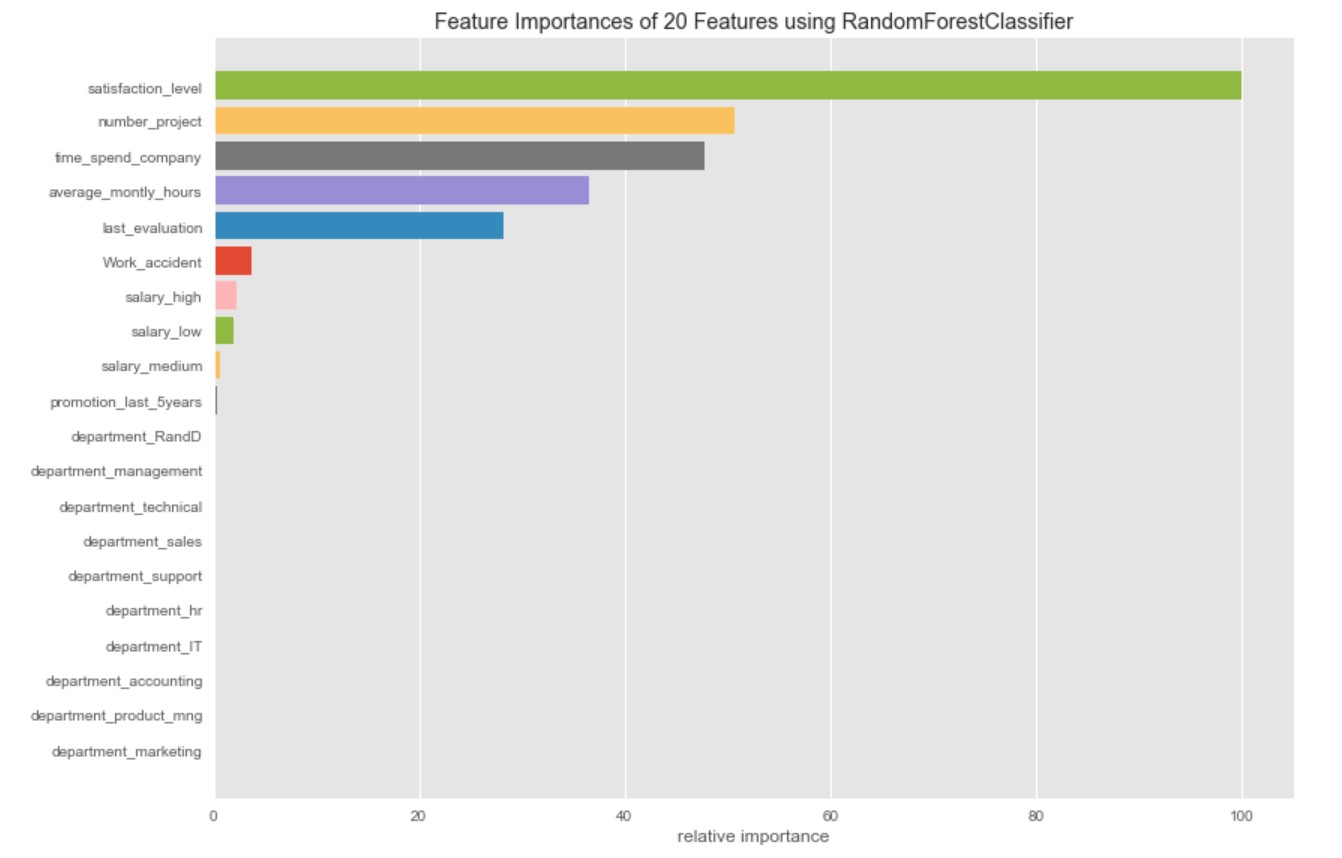 Feature Importances of 20 Features using RandomForestClassifier
satisfaction_level
number_project
time_spend_company
average_montly_hours
last_evaluation
Work_accident
salary_high
salary_low
salary_medium
promotion_last_5years
department_RandD
department_management
department_technical
department_sales
department_support
department_hr
department_IT
department_accounting
department_product_mng
department_marketing
0 20 40 60 80 100
relative importance